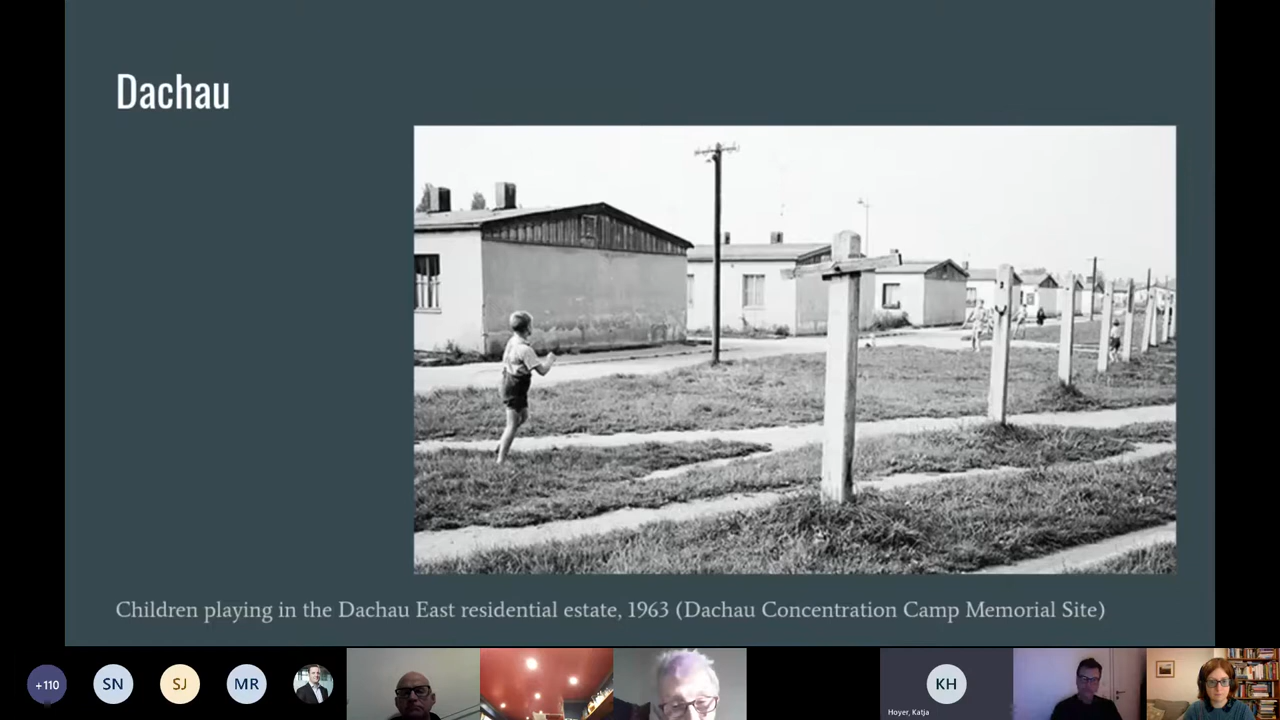 Dachau
Children playing in the Dachau East residential estate, 1963 (Dachau Concentration Camp Memorial Site)
+110
SN
SJ
MR
KH
Hoyer, Katja